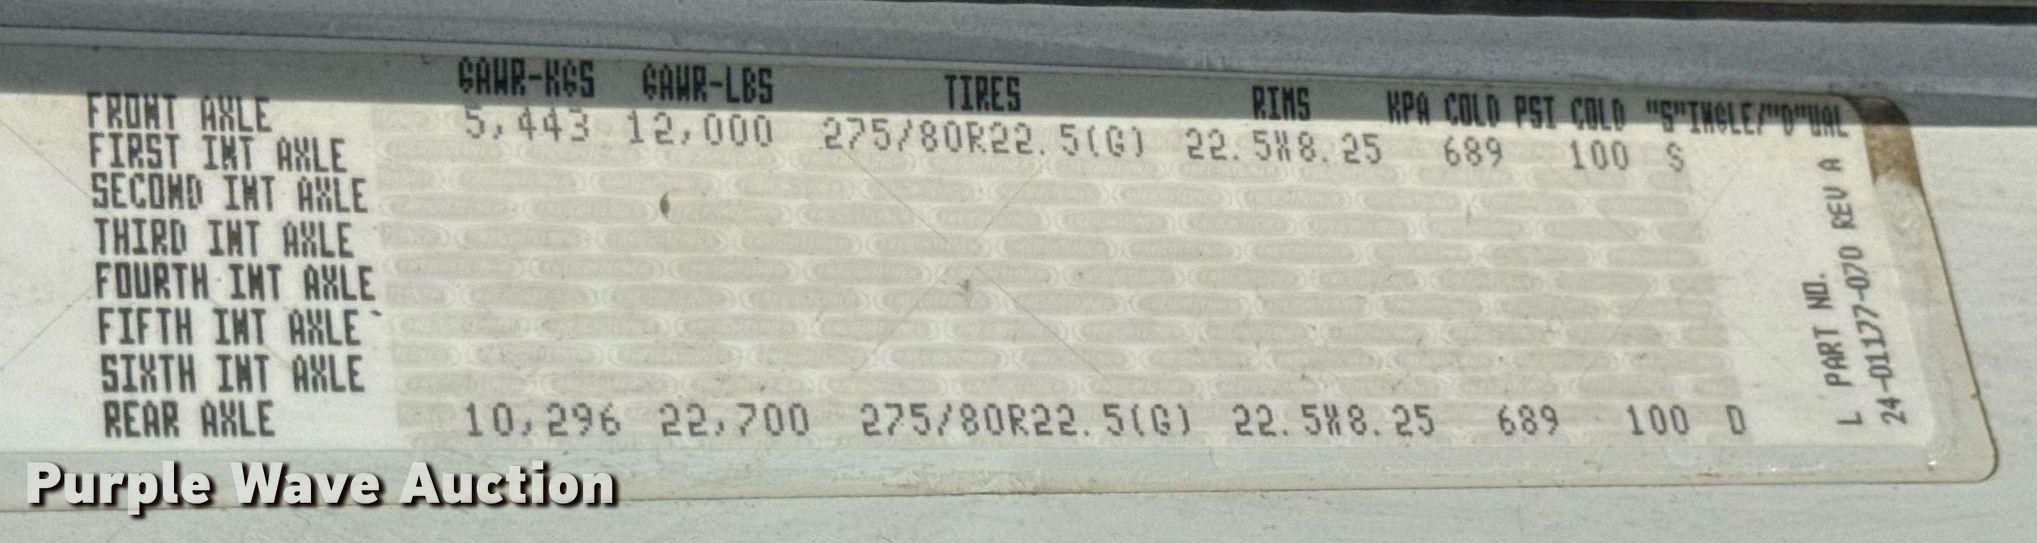 GAWR-KGS GAWR-LBS TIRES RIMS KPA COLD PSI COLD "S"INGLE/"D"UAL
FRONT AXLE 5,443 12,000 275/80R22.5(G) 22.5X8.25 689 100 S
FIRST INT AXLE
SECOND INT AXLE
THIRD INT AXLE
FOURTH INT AXLE
FIFTH INT AXLE
SIXTH INT AXLE
REAR AXLE 10,296 22,700 275/80R22.5(G) 22.5X8.25 689 100 D
L PART NO.
24-01177-070 REV A
Purple Wave Auction